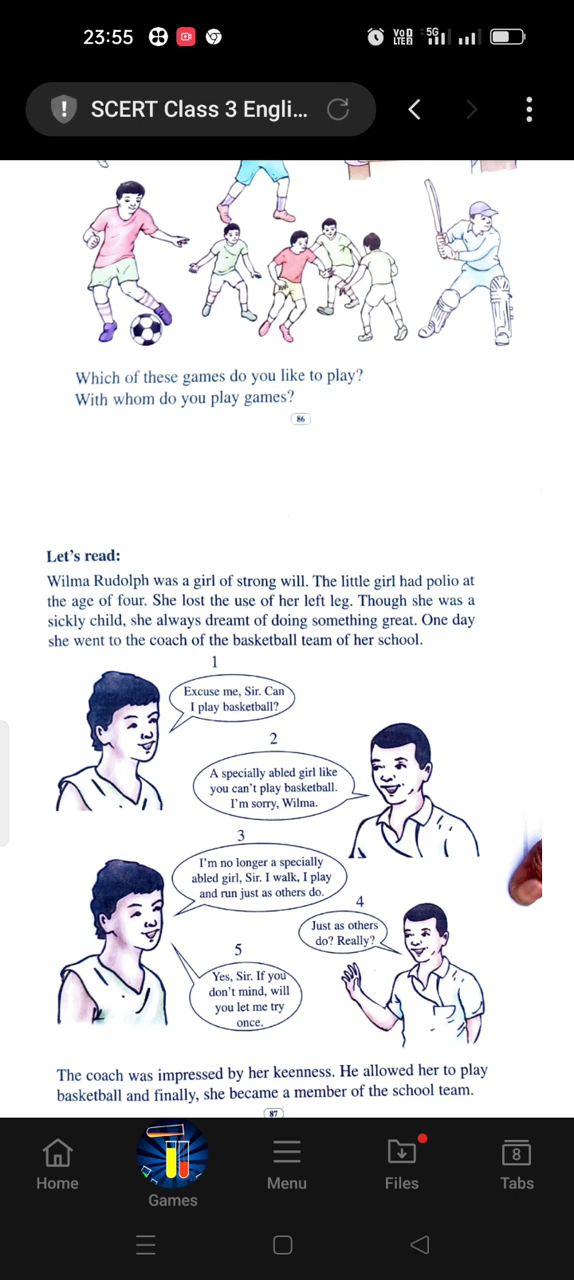 23:55
VoD 5G
LTE2
SCERT Class 3 Engli...
Which of these games do you like to play?
With whom do you play games?
86
Let's read:
Wilma Rudolph was a girl of strong will. The little girl had polio at
the age of four. She lost the use of her left leg. Though she was a
sickly child, she always dreamt of doing something great. One day
she went to the coach of the basketball team of her school.
1
Excuse me, Sir. Can
I play basketball?
2
A specially abled girl like
you can't play basketball.
I'm sorry, Wilma.
3
I'm no longer a specially
abled girl, Sir. I walk, I play
and run just as others do.
4
Just as others
do? Really?
5
Yes, Sir. If you
don't mind, will
you let me try
once.
The coach was impressed by her keenness. He allowed her to play
basketball and finally, she became a member of the school team.
87
8
Home
Games
Menu
Files
Tabs